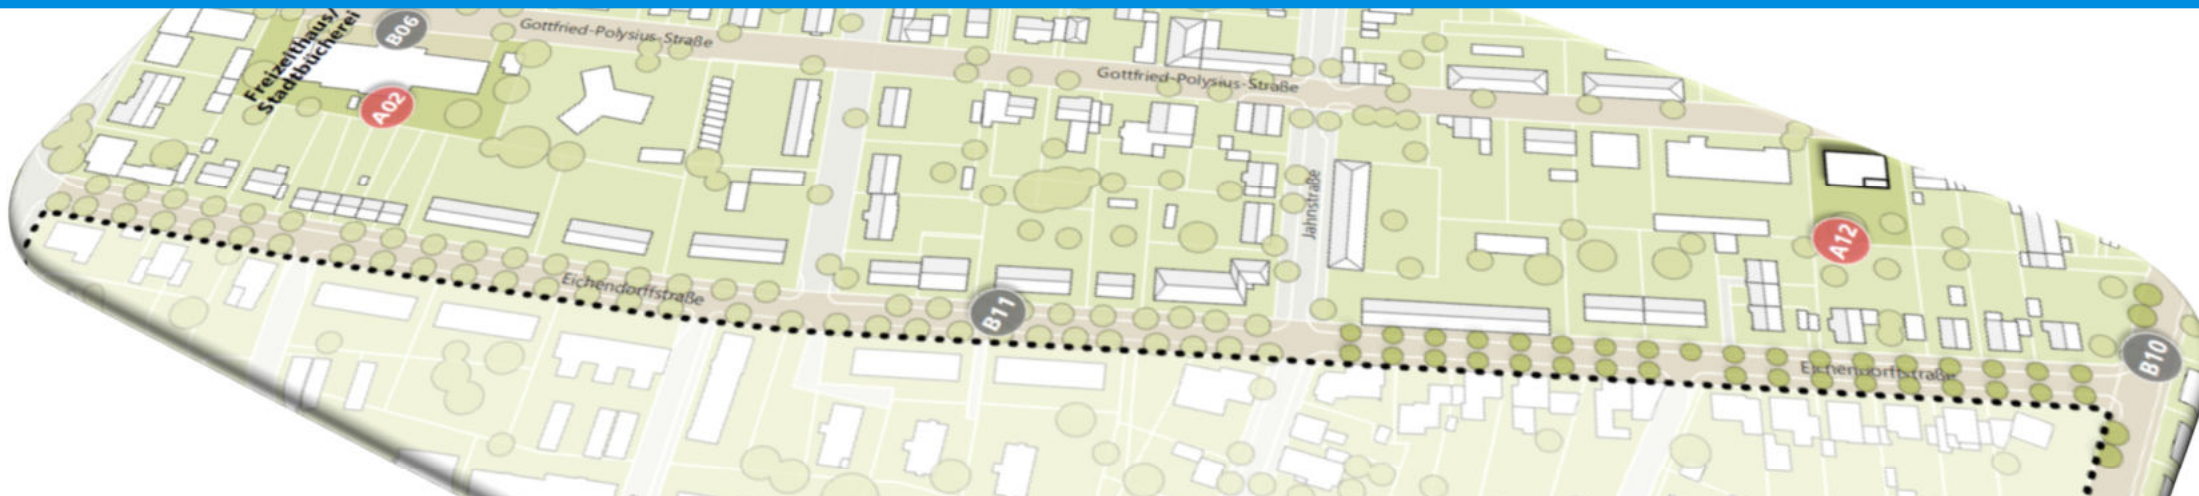 Freizeithaus/
Stadtbücherei
B06
Gottfried-Polysius-Straße
A02
Gottfried-Polysius-Straße
Jahnstraße
A12
Eichendorffstraße
B11
Eichendorffstraße
B10